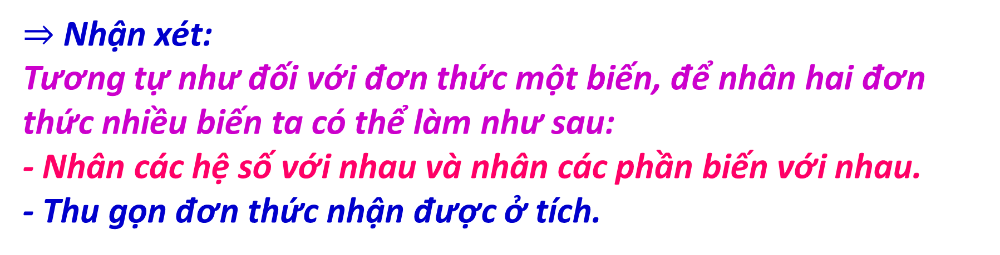 ⇒ Nhận xét:
Tương tự như đối với đơn thức một biến, để nhân hai đơn
thức nhiều biến ta có thể làm như sau:
- Nhân các hệ số với nhau và nhân các phần biến với nhau.
- Thu gọn đơn thức nhận được ở tích.